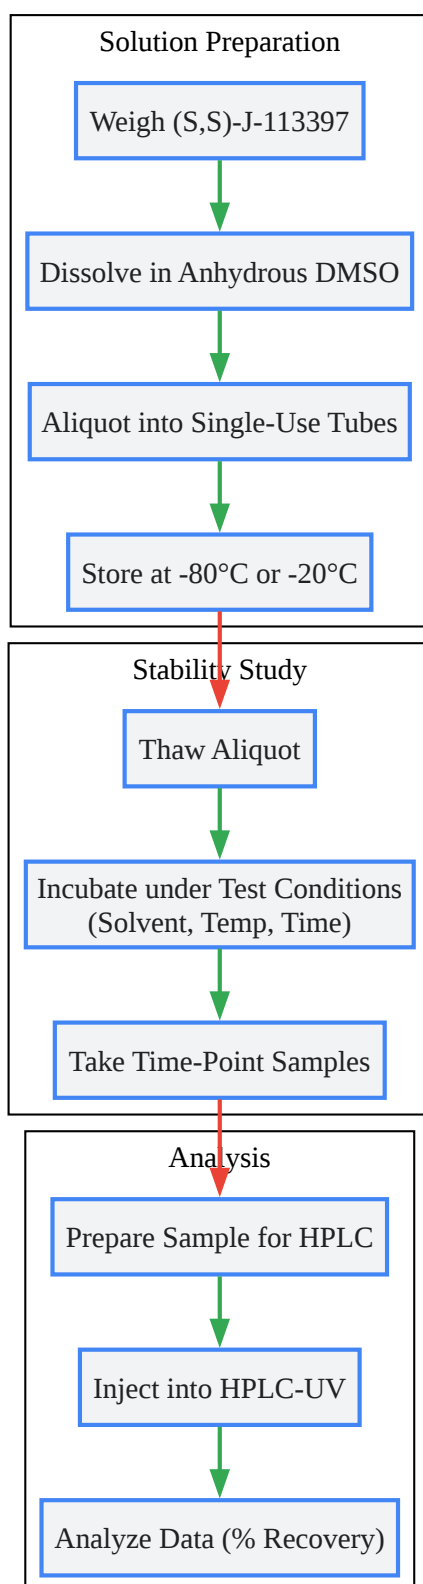 Solution Preparation
Weigh (S,S)-J-113397
Dissolve in Anhydrous DMSO
Aliquot into Single-Use Tubes
Store at -80°C or -20°C
Stability Study
Thaw Aliquot
Incubate under Test Conditions
(Solvent, Temp, Time)
Take Time-Point Samples
Analysis
Prepare Sample for HPLC
Inject into HPLC-UV
Analyze Data (% Recovery)